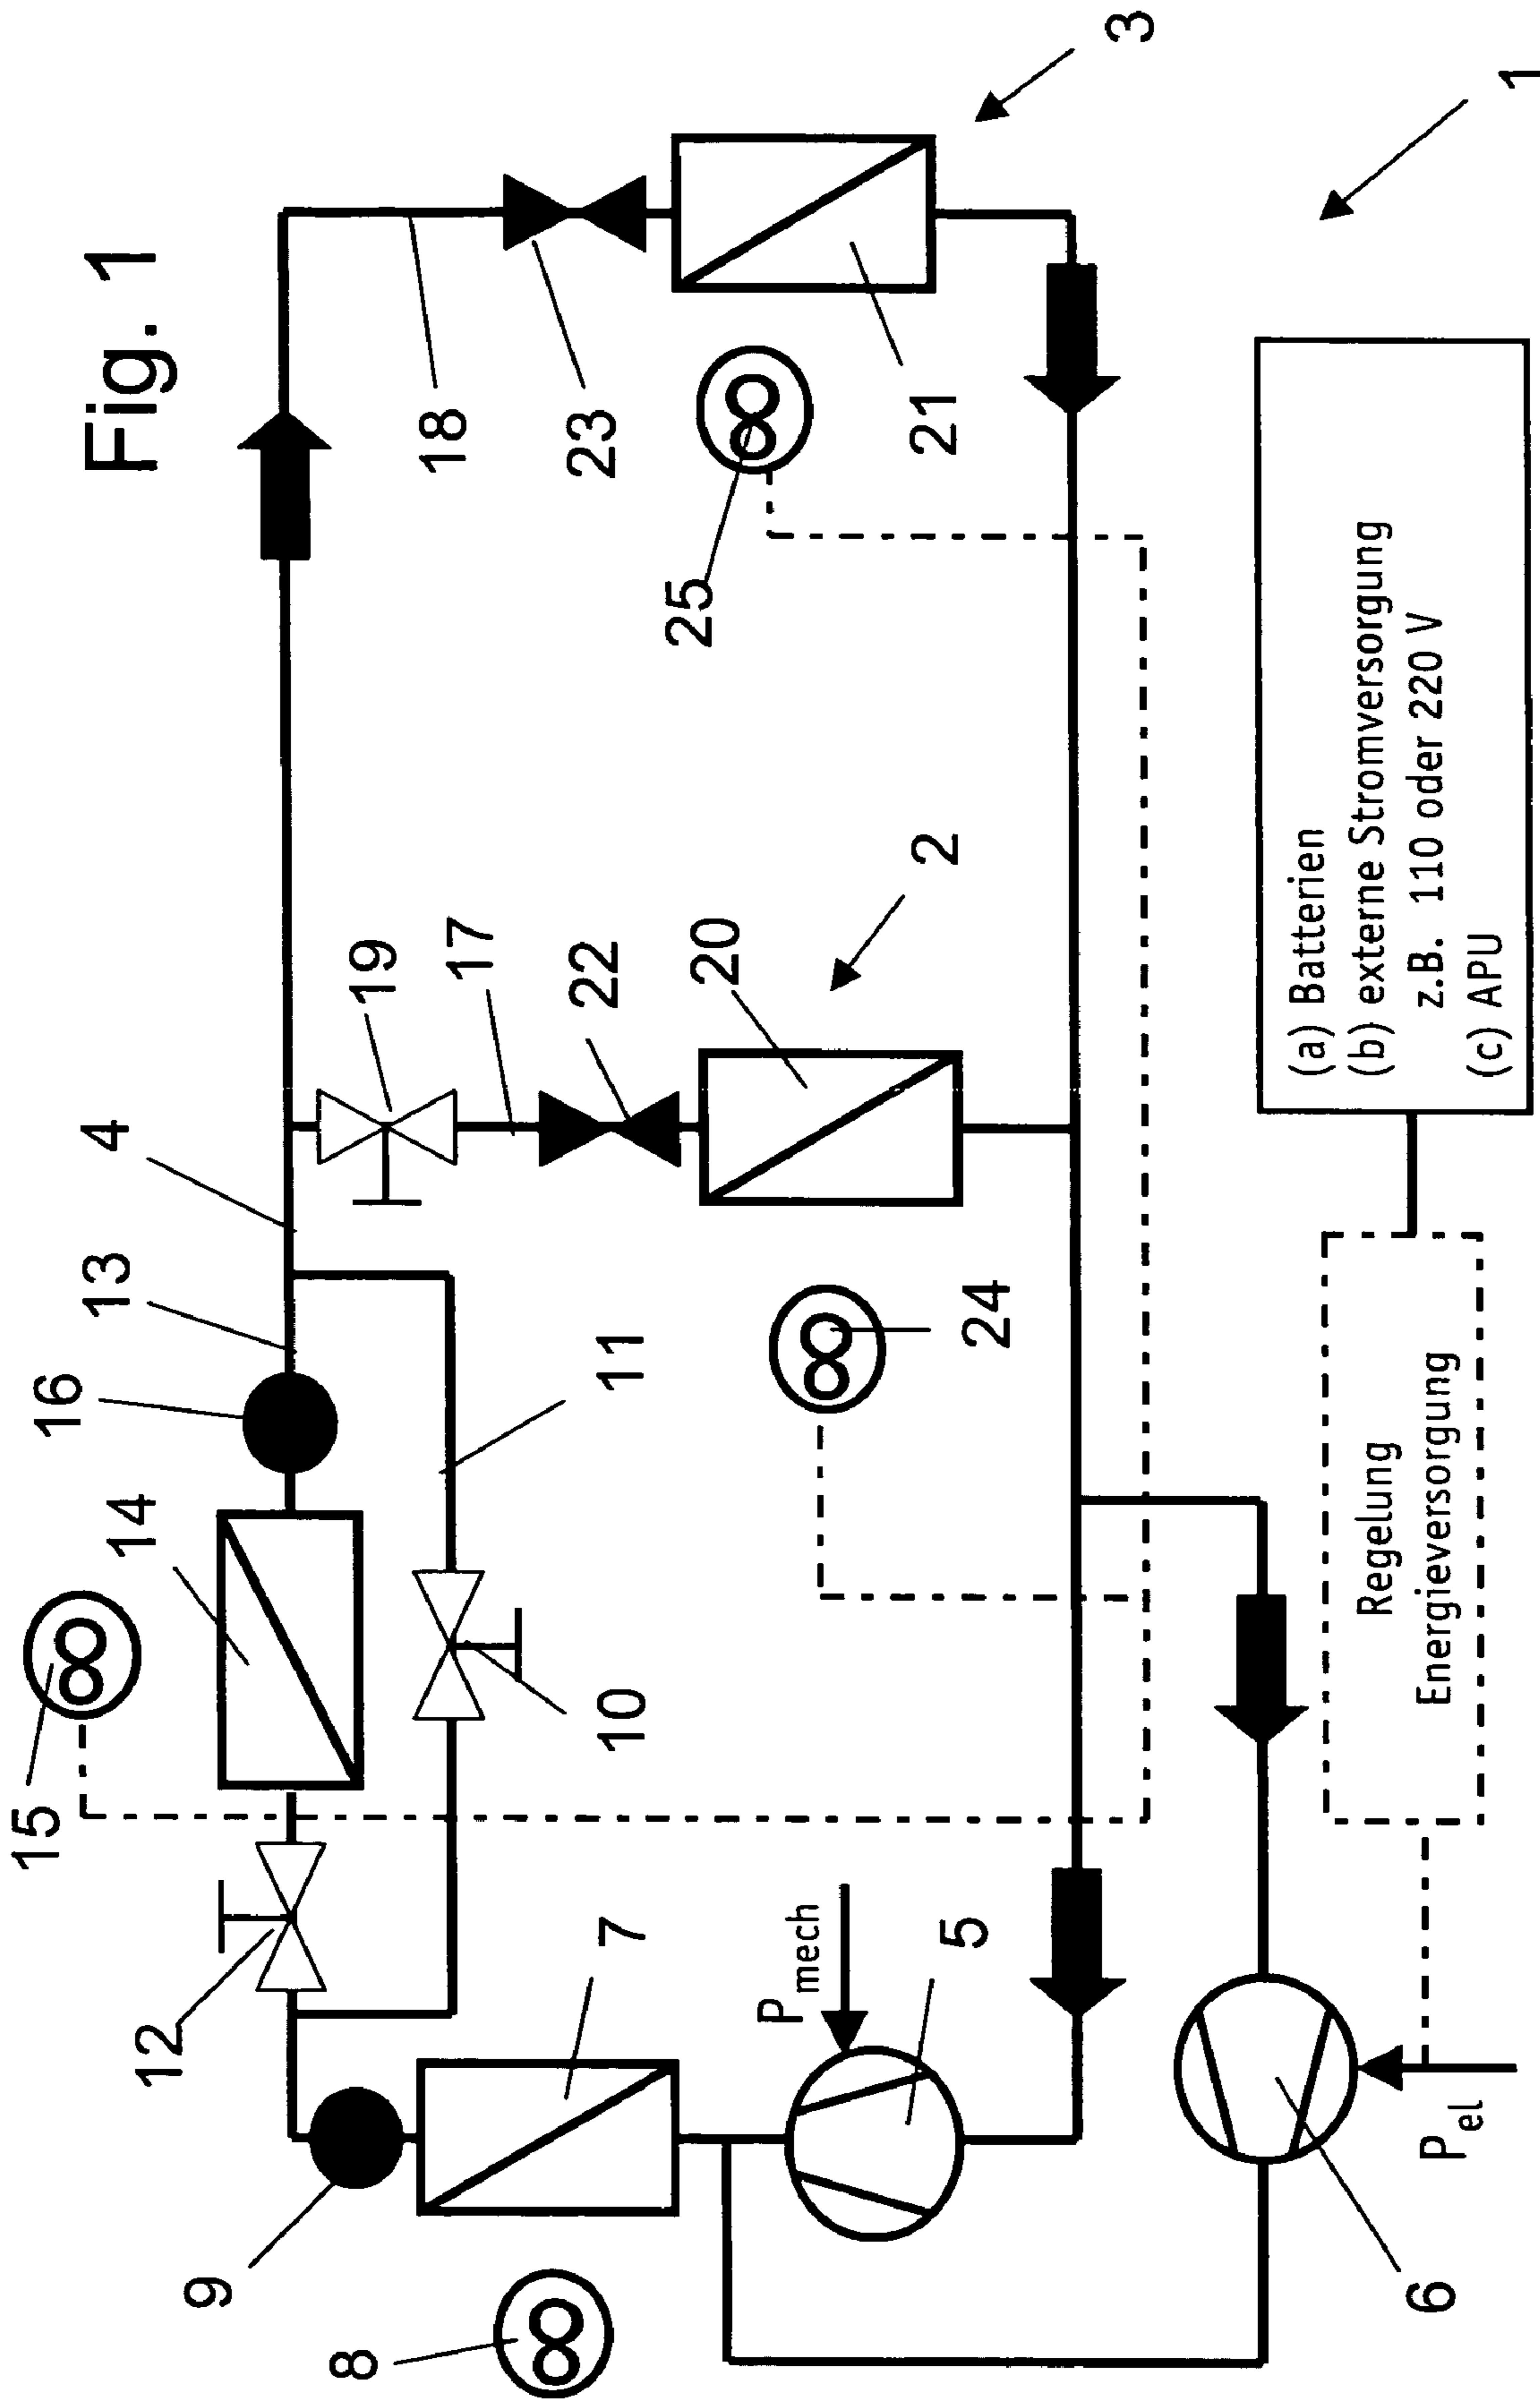 Fig. 1
15
16
13
4
14
12
19
18
17
11
9
10
7
22
23
8
20
25
24
2
21
3
P mech
5
6
P el
Regelung
Energieversorgung
(a) Batterien
(b) externe Stromversorgung
z.B. 110 oder 220 V
(c) APU
1